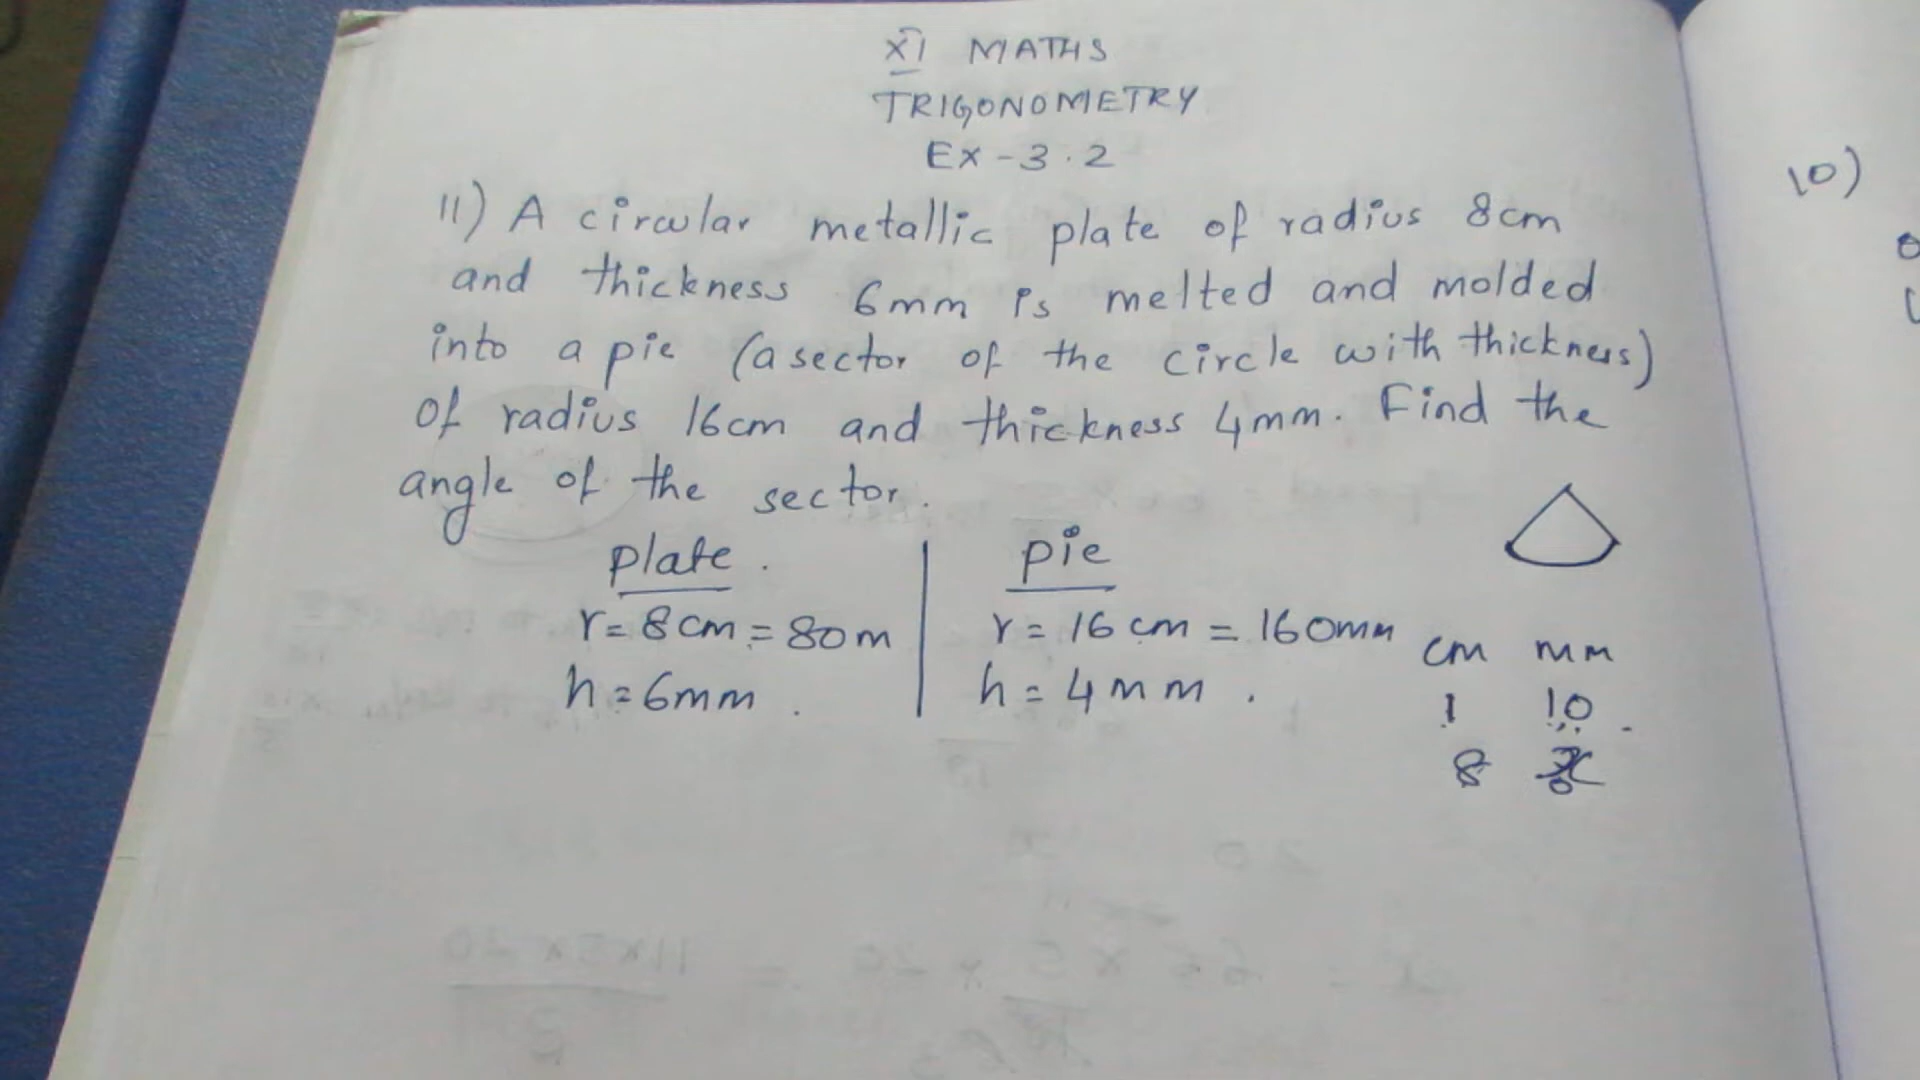 XI MATHS
TRIGONOMETRY
EX-3.2
11) A circular metallic plate of radius 8cm
and thickness 6mm is melted and molded
into a pie (a sector of the circle with thickness)
of radius 16cm and thickness 4mm. Find the
angle of the sector.
plate. pie
r=8cm=80m r=16cm=160mm
h=6mm. h=4mm.
cm mm
1 10.
8
10)